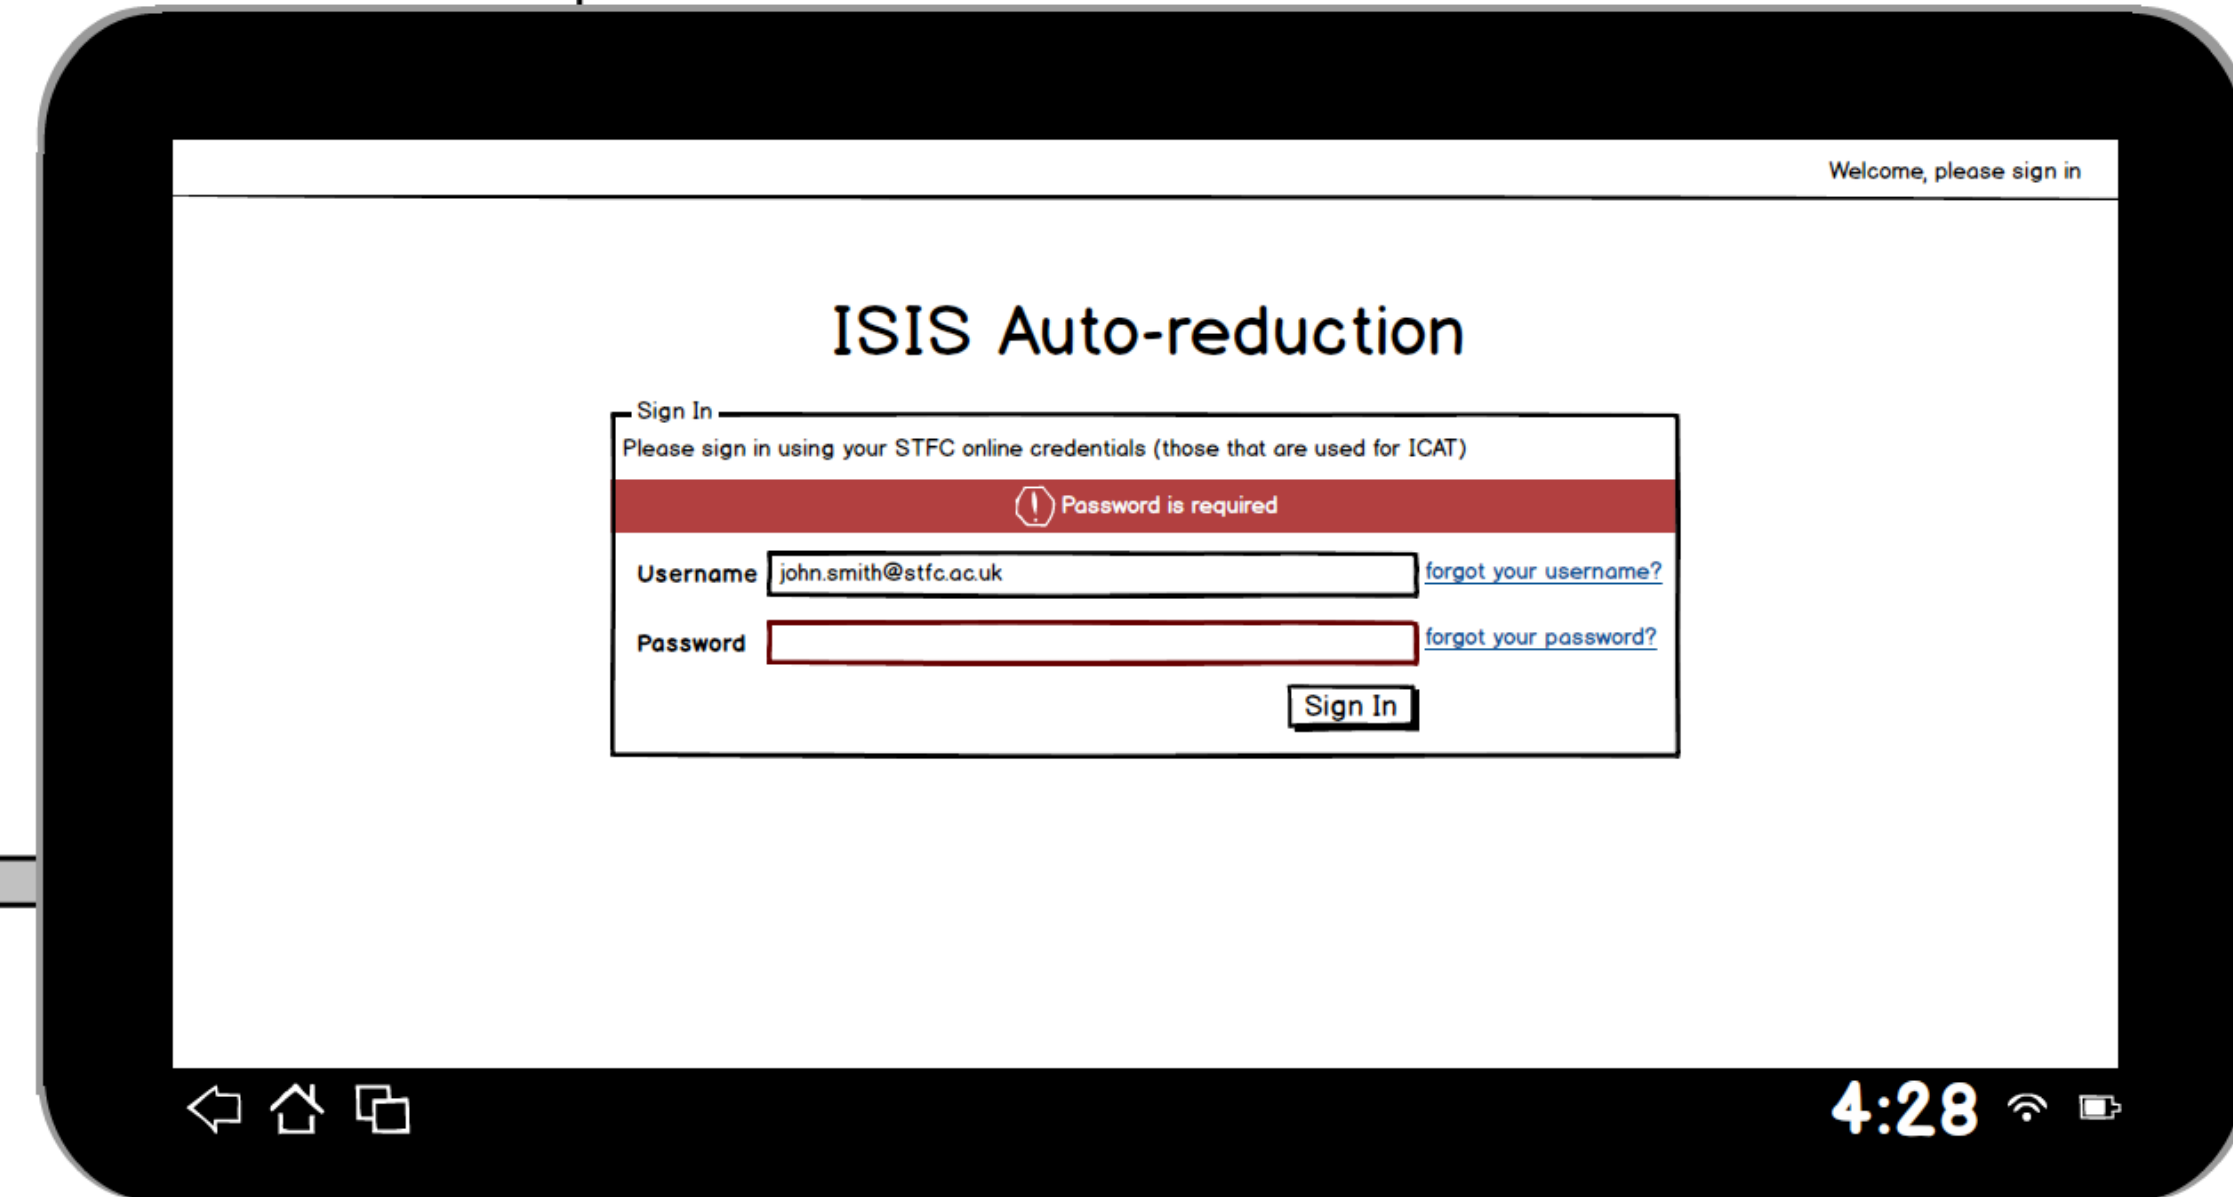 Welcome, please sign in
ISIS Auto-reduction
Sign In
Please sign in using your STFC online credentials (those that are used for ICAT)
Password is required
Username john.smith@stfc.ac.uk forgot your username?
Password forgot your password?
Sign In
4:28